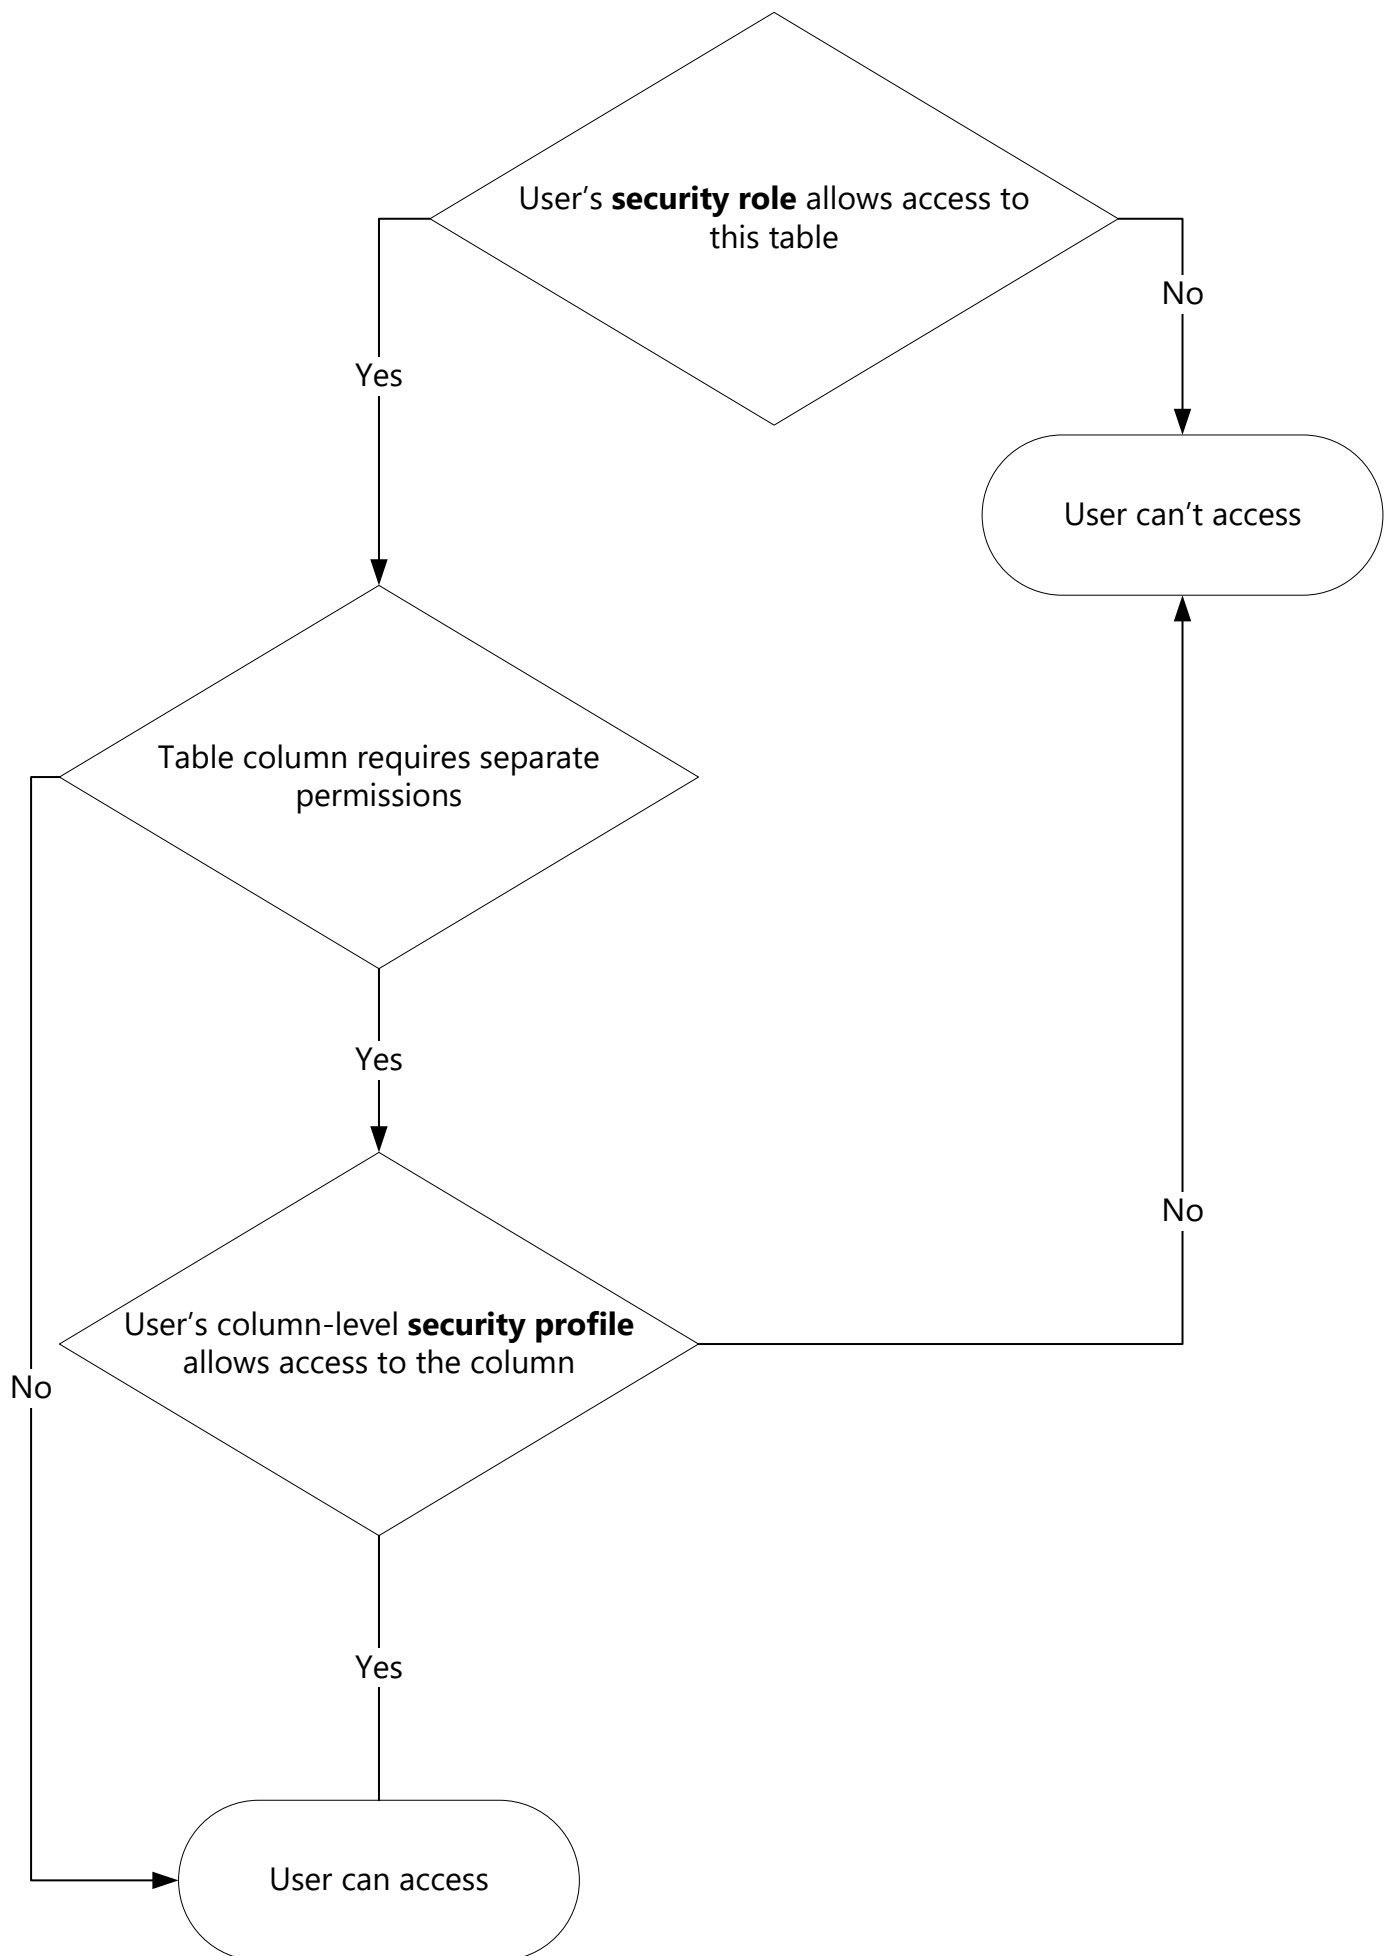 User’s security role allows access to
this table
No
Yes
User can’t access
Table column requires separate
permissions
Yes
No
User’s column-level security profile
allows access to the column
No
Yes
User can access